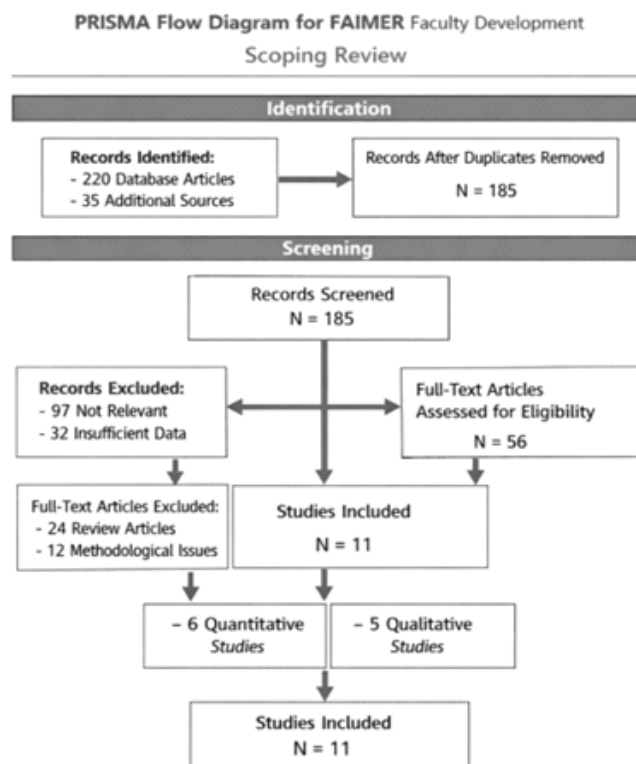 PRISMA Flow Diagram for FAIMER Faculty Development
Scoping Review
Identification
Records Identified:
- 220 Database Articles
- 35 Additional Sources
Records After Duplicates Removed
N = 185
Screening
Records Screened
N = 185
Records Excluded:
- 97 Not Relevant
- 32 Insufficient Data
Full-Text Articles
Assessed for Eligibility
N = 56
Full-Text Articles Excluded:
- 24 Review Articles
- 12 Methodological Issues
Studies Included
N = 11
– 6 Quantitative
Studies
– 5 Qualitative
Studies
Studies Included
N = 11